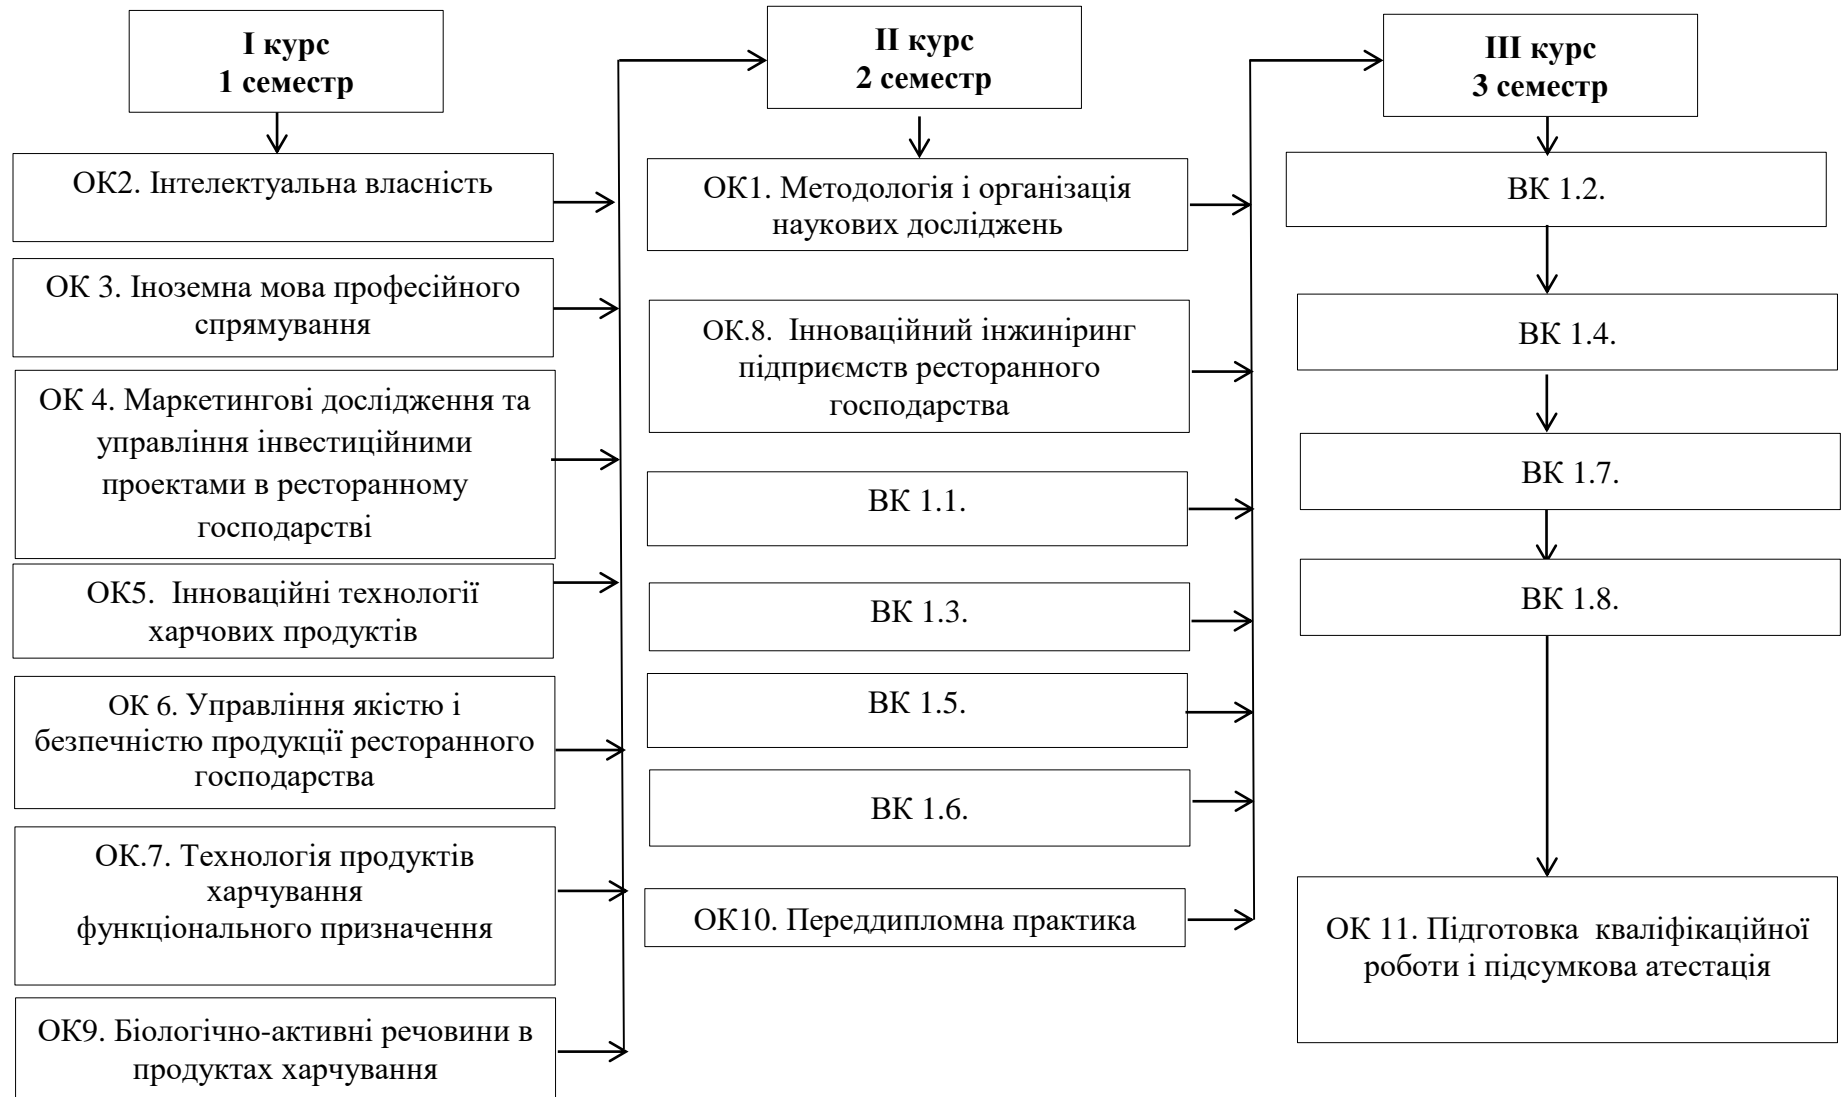 І курс
1 семестр
ОК2. Інтелектуальна власність
ОК 3. Іноземна мова професійного
спрямування
ОК 4. Маркетингові дослідження та
управління інвестиційними
проектами в ресторанному
господарстві
ОК5.  Інноваційні технології
харчових продуктів
ОК 6. Управління якістю і
безпечністю продукції ресторанного
господарства
ОК.7. Технологія продуктів
харчування
функціонального призначення
ОК9. Біологічно-активні речовини в
продуктах харчування
ІІ курс
2 семестр
ОК1. Методологія і організація
наукових досліджень
ОК.8.  Інноваційний інжиніринг
підприємств ресторанного
господарства
ВК 1.1.
ВК 1.3.
ВК 1.5.
ВК 1.6.
ОК10. Переддипломна практика
ІІІ курс
3 семестр
ВК 1.2.
ВК 1.4.
ВК 1.7.
ВК 1.8.
ОК 11. Підготовка  кваліфікаційної
роботи і підсумкова атестація